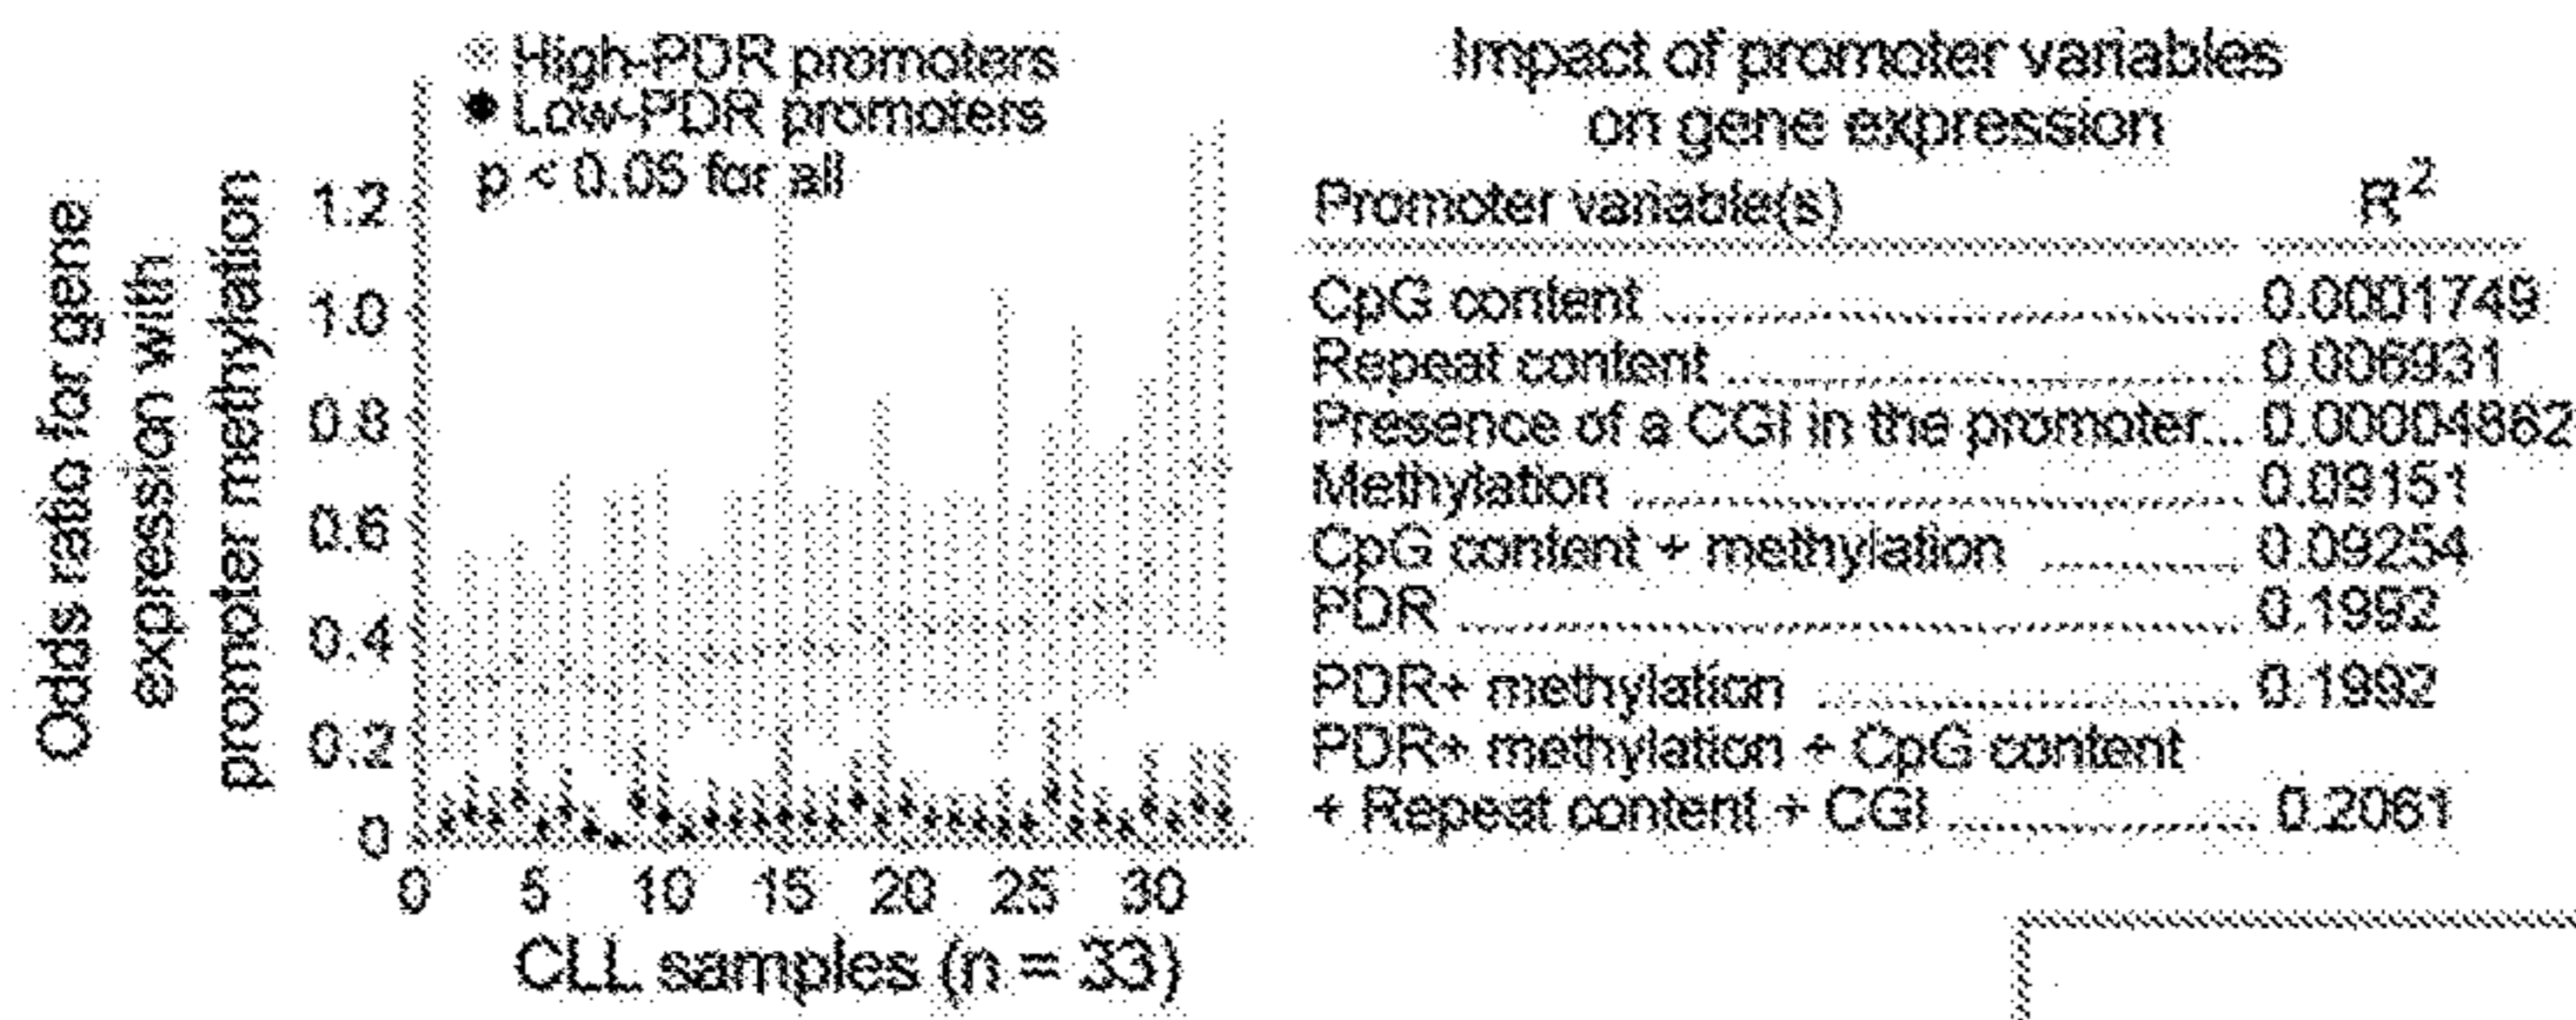 High-PDR promoters
Low-PDR promoters
p < 0.05 for all
Odds ratio for gene
expression with
promoter methylation
1.2
1.0
0.8
0.6
0.4
0.2
0
0 5 10 15 20 25 30
CLL samples (n = 33)
Impact of promoter variables
on gene expression
Promoter variable(s) R²
CpG content 0.0001749
Repeat content 0.006931
Presence of a CGI in the promoter... 0.00004862
Methylation 0.09151
CpG content + methylation 0.09254
PDR 0.1992
PDR+ methylation 0.1992
PDR+ methylation + CpG content
+ Repeat content + CGI 0.2061